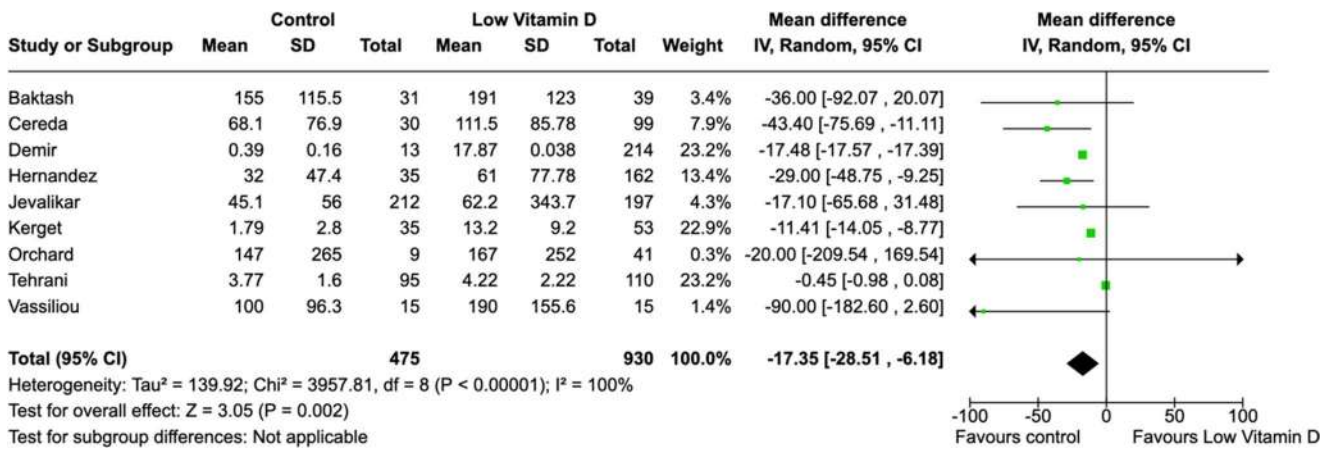 Control Low Vitamin D Mean difference Mean difference
Study or Subgroup Mean SD Total Mean SD Total Weight IV, Random, 95% CI IV, Random, 95% CI
Baktash 155 115.5 31 191 123 39 3.4% -36.00 [-92.07 , 20.07]
Cereda 68.1 76.9 30 111.5 85.78 99 7.9% -43.40 [-75.69 , -11.11]
Demir 0.39 0.16 13 17.87 0.038 214 23.2% -17.48 [-17.57 , -17.39]
Hernandez 32 47.4 35 61 77.78 162 13.4% -29.00 [-48.75 , -9.25]
Jevalikar 45.1 56 212 62.2 343.7 197 4.3% -17.10 [-65.68 , 31.48]
Kerget 1.79 2.8 35 13.2 9.2 53 22.9% -11.41 [-14.05 , -8.77]
Orchard 147 265 9 167 252 41 0.3% -20.00 [-209.54 , 169.54]
Tehrani 3.77 1.6 95 4.22 2.22 110 23.2% -0.45 [-0.98 , 0.08]
Vassiliou 100 96.3 15 190 155.6 15 1.4% -90.00 [-182.60 , 2.60]
Total (95% CI) 475 930 100.0% -17.35 [-28.51 , -6.18]
Heterogeneity: Tau² = 139.92; Chi² = 3957.81, df = 8 (P < 0.00001); I² = 100%
Test for overall effect: Z = 3.05 (P = 0.002)
Test for subgroup differences: Not applicable
-100 -50 0 50 100
Favours control Favours Low Vitamin D